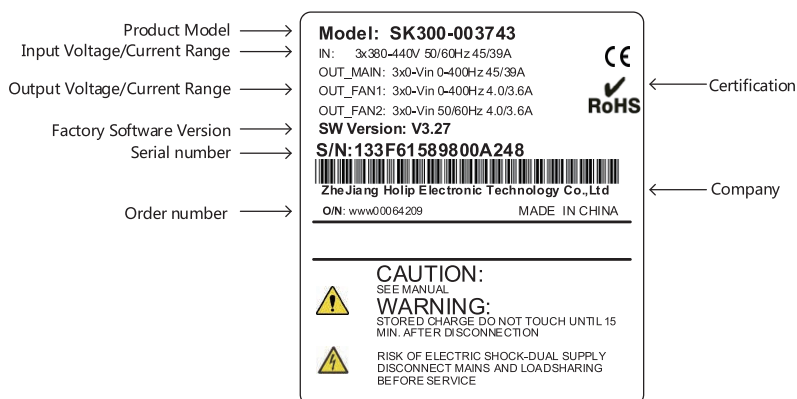 Product Model
Input Voltage/Current Range
Output Voltage/Current Range
Factory Software Version
Serial number
Order number
Model: SK300-003743
IN: 3x380-440V 50/60Hz 45/39A
OUT_MAIN: 3x0-Vin 0-400Hz 45/39A
OUT_FAN1: 3x0-Vin 0-400Hz 4.0/3.6A
OUT_FAN2: 3x0-Vin 50/60Hz 4.0/3.6A
SW Version: V3.27
S/N:133F61589800A248
ZheJiang Holip Electronic Technology Co.,Ltd
O/N: www00064209 MADE IN CHINA
CE
RoHS
Certification
Company
CAUTION:
SEE MANUAL
WARNING:
STORED CHARGE DO NOT TOUCH UNTIL 15
MIN. AFTER DISCONNECTION
RISK OF ELECTRIC SHOCK-DUAL SUPPLY
DISCONNECT MAINS AND LOADSHARING
BEFORE SERVICE